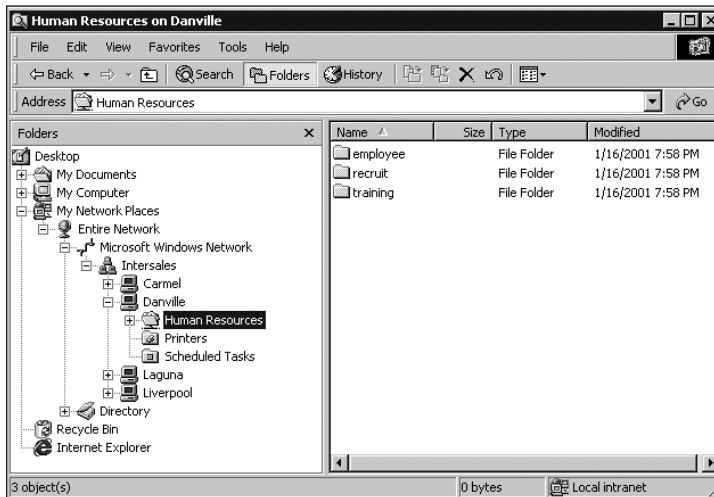 Human Resources on Danville
File Edit View Favorites Tools Help
Back Search Folders History
Address Human Resources Go
Folders
Desktop
My Documents
My Computer
My Network Places
Entire Network
Microsoft Windows Network
Intersales
Carmel
Danville
Human Resources
Printers
Scheduled Tasks
Laguna
Liverpool
Directory
Recycle Bin
Internet Explorer
Name Size Type Modified
employee File Folder 1/16/2001 7:58 PM
recruit File Folder 1/16/2001 7:58 PM
training File Folder 1/16/2001 7:58 PM
3 object(s) 0 bytes Local intranet